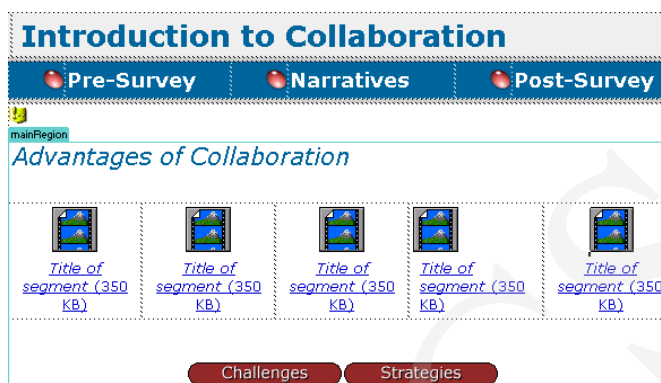 Introduction to Collaboration
Pre-Survey Narratives Post-Survey
mainRegion
Advantages of Collaboration
Title of Title of Title of Title of Title of
segment (350 segment (350 segment (350 segment (350 segment (350
KB) KB) KB) KB) KB)
Challenges Strategies